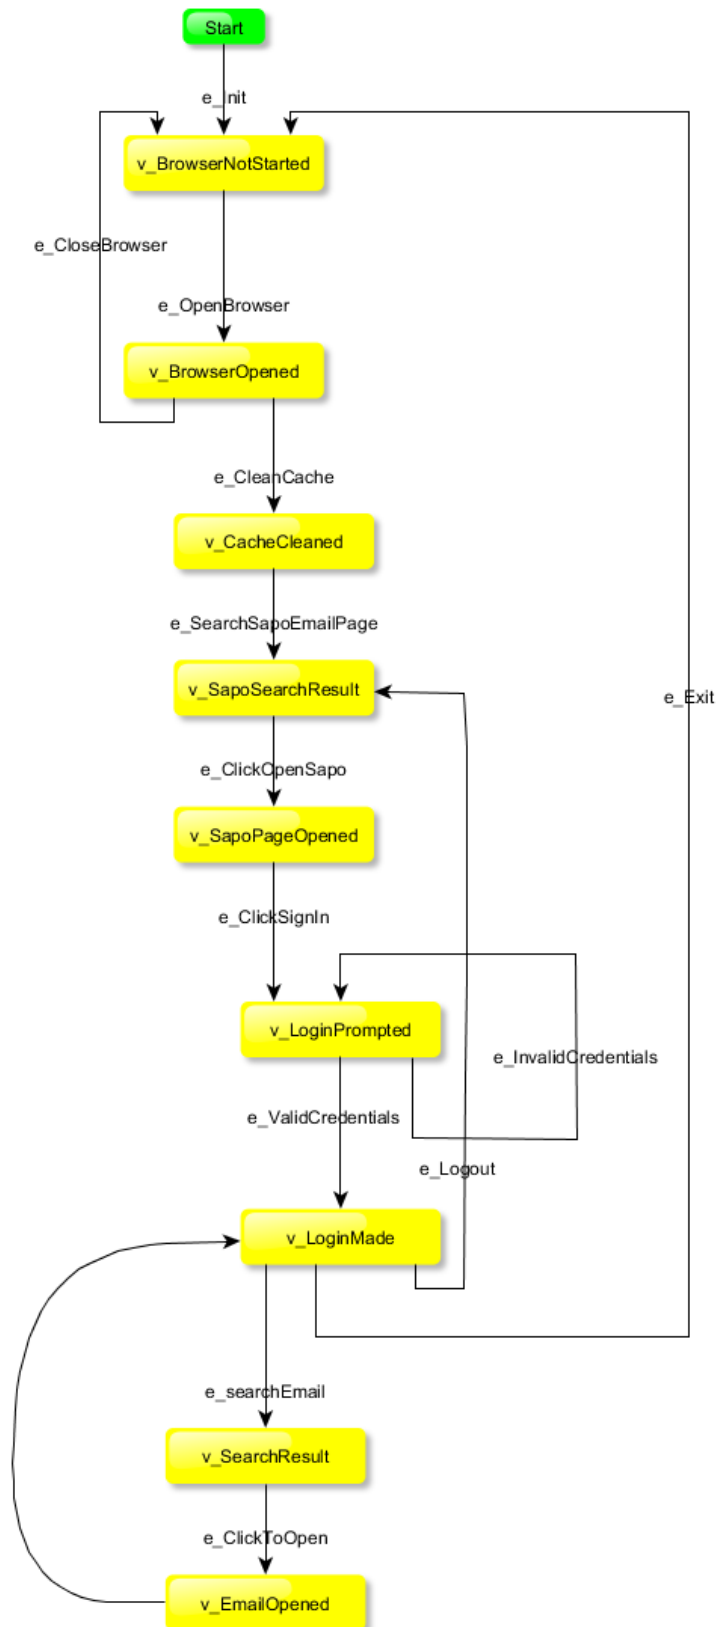 Start
e_Init
v_BrowserNotStarted
e_CloseBrowser
e_OpenBrowser
v_BrowserOpened
e_CleanCache
v_CacheCleaned
e_SearchSapoEmailPage
v_SapoSearchResult
e_Exit
e_ClickOpenSapo
v_SapoPageOpened
e_ClickSignIn
v_LoginPrompted
e_InvalidCredentials
e_ValidCredentials
e_Logout
v_LoginMade
e_searchEmail
v_SearchResult
e_ClickToOpen
v_EmailOpened